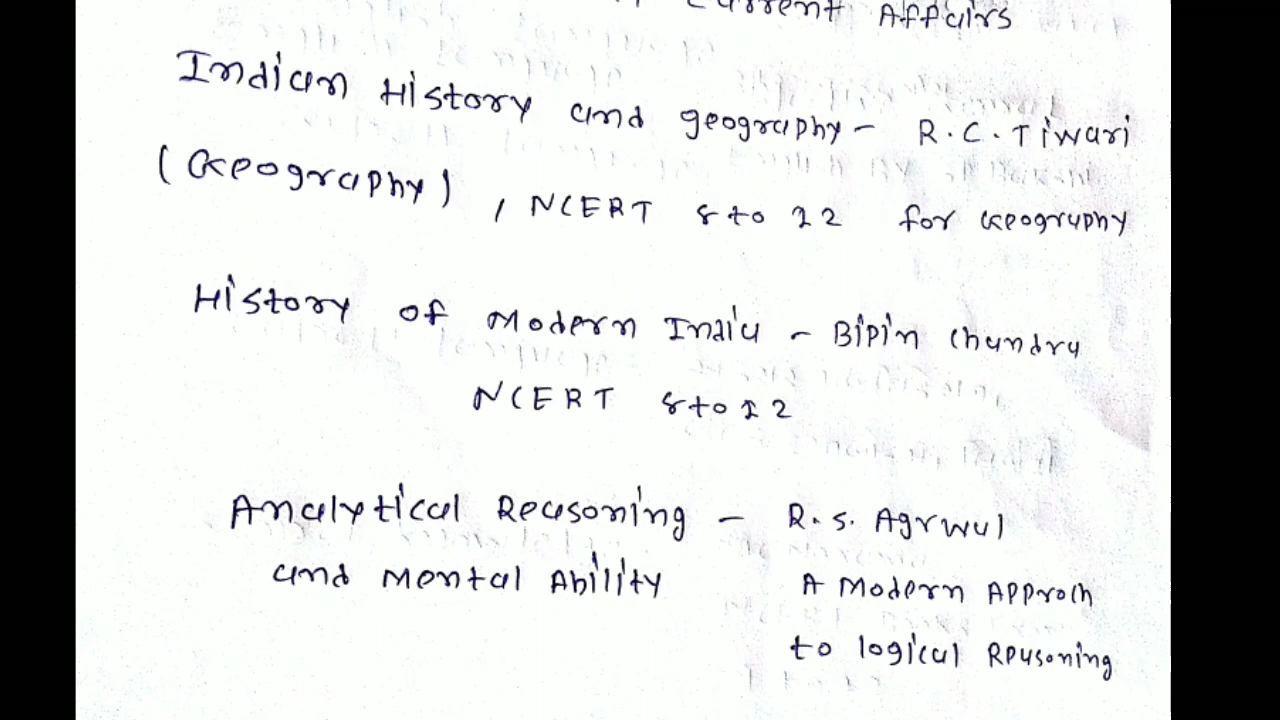 Current Affairs
Indian History and geography - R.C. Tiwari
(Geography), NCERT 8 to 12 for Geography
History of Modern India - Bipin Chandra
NCERT 8 to 12
Analytical Reasoning - R. S. Agrwal
and Mental Ability A Modern Approch
to logical Reasoning